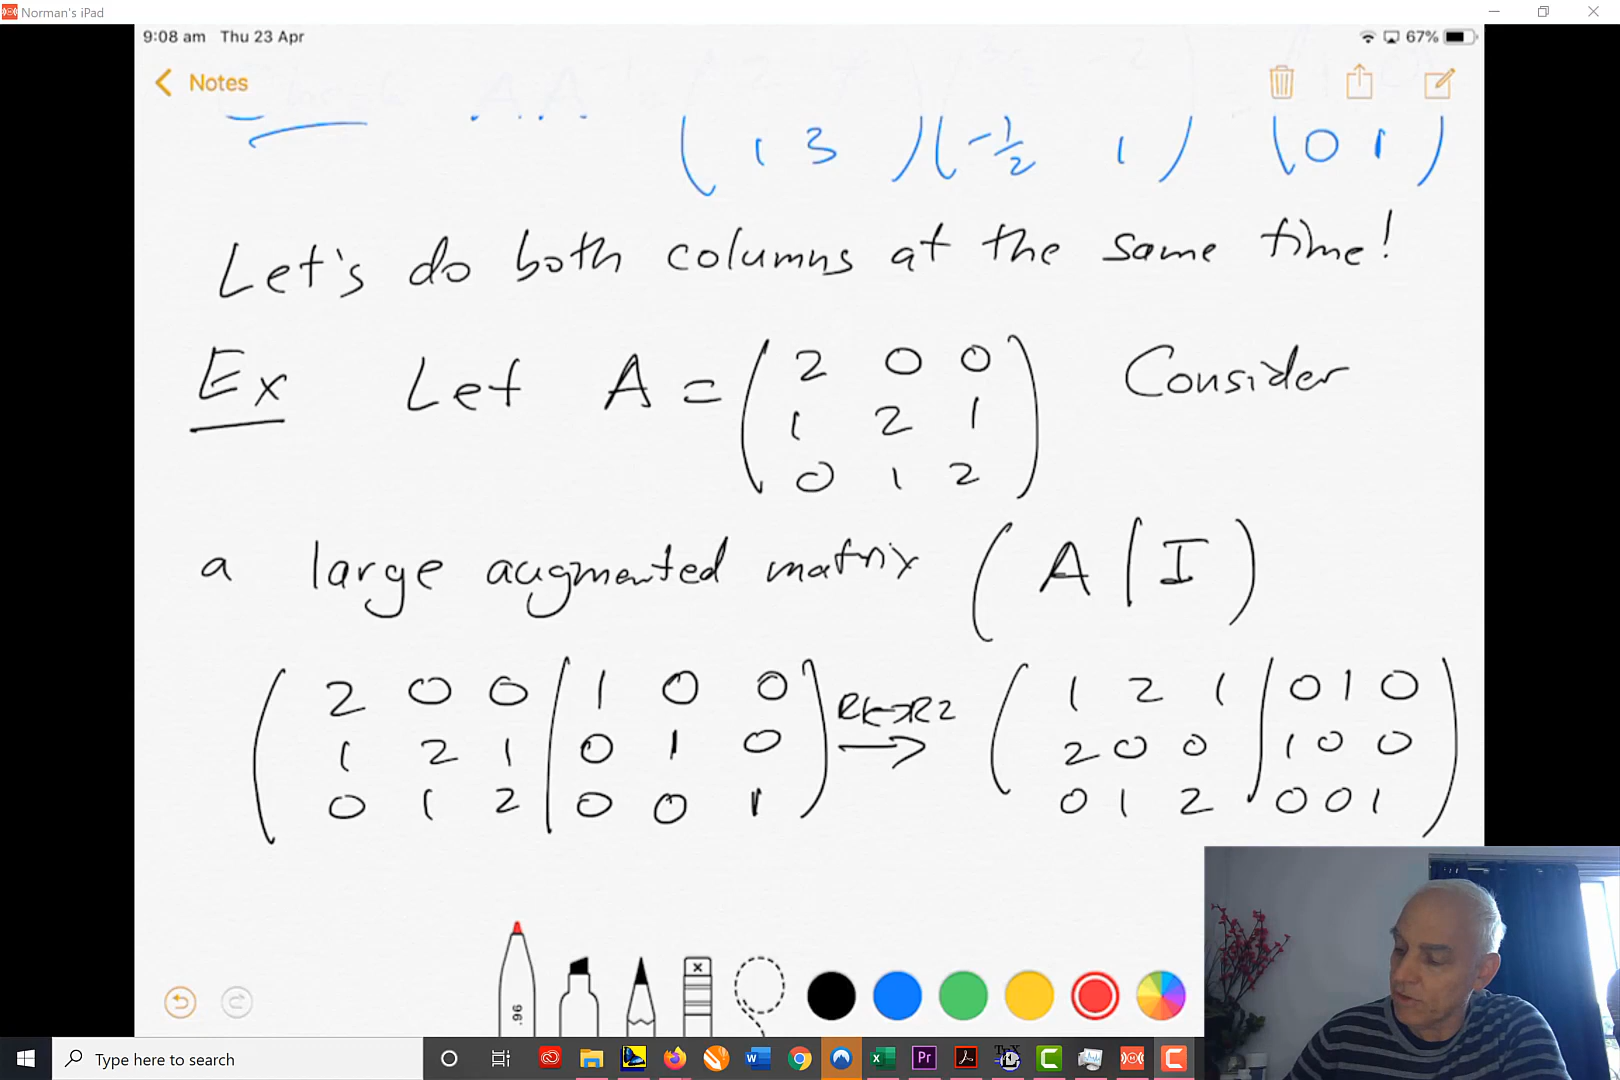 Norman's iPad
9:08 am Thu 23 Apr
67%
Notes
( 1 3 )( -1/2 1 ) ( 0 1 )
Let's do both columns at the same time!
Ex Let A = ( 2 0 0 Consider
1 2 1
0 1 2 )
a large augmented matrix ( A | I )
( 2 0 0 | 1 0 0 ) R1↔R2 ( 1 2 1 | 0 1 0 )
1 2 1 | 0 1 0 → 2 0 0 | 1 0 0
0 1 2 | 0 0 1 0 1 2 | 0 0 1
.96
Type here to search
Pr